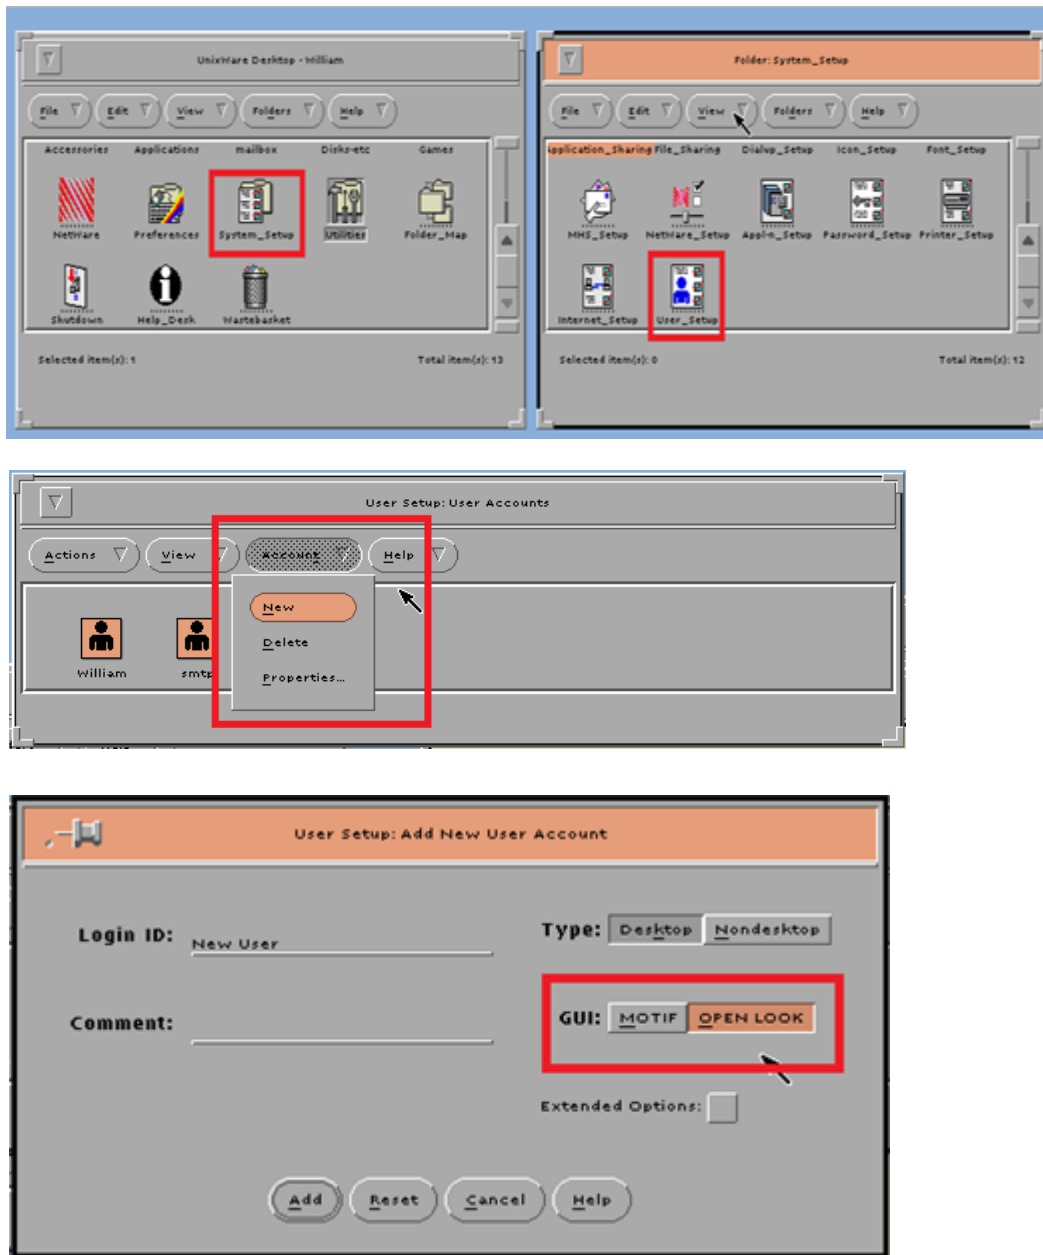 UnixWare Desktop - William
File Edit View Folders Help
Accessories Applications mailbox Disks-etc Games
NetWare Preferences System_Setup Utilities Folder_Map
Shutdown Help_Desk Wastebasket
Selected item(s): 1 Total item(s): 13
Folder: System_Setup
File Edit View Folders Help
Application_Sharing File_Sharing Dialup_Setup Icon_Setup Font_Setup
MHS_Setup NetWare_Setup Appl-n_Setup Password_Setup Printer_Setup
Internet_Setup User_Setup
Selected item(s): 0 Total item(s): 12
User Setup: User Accounts
Actions View Account Help
New
Delete
Properties...
William smtp
User Setup: Add New User Account
Login ID: New User
Type: Desktop Nondesktop
Comment:
GUI: MOTIF OPEN LOOK
Extended Options:
Add Reset Cancel Help